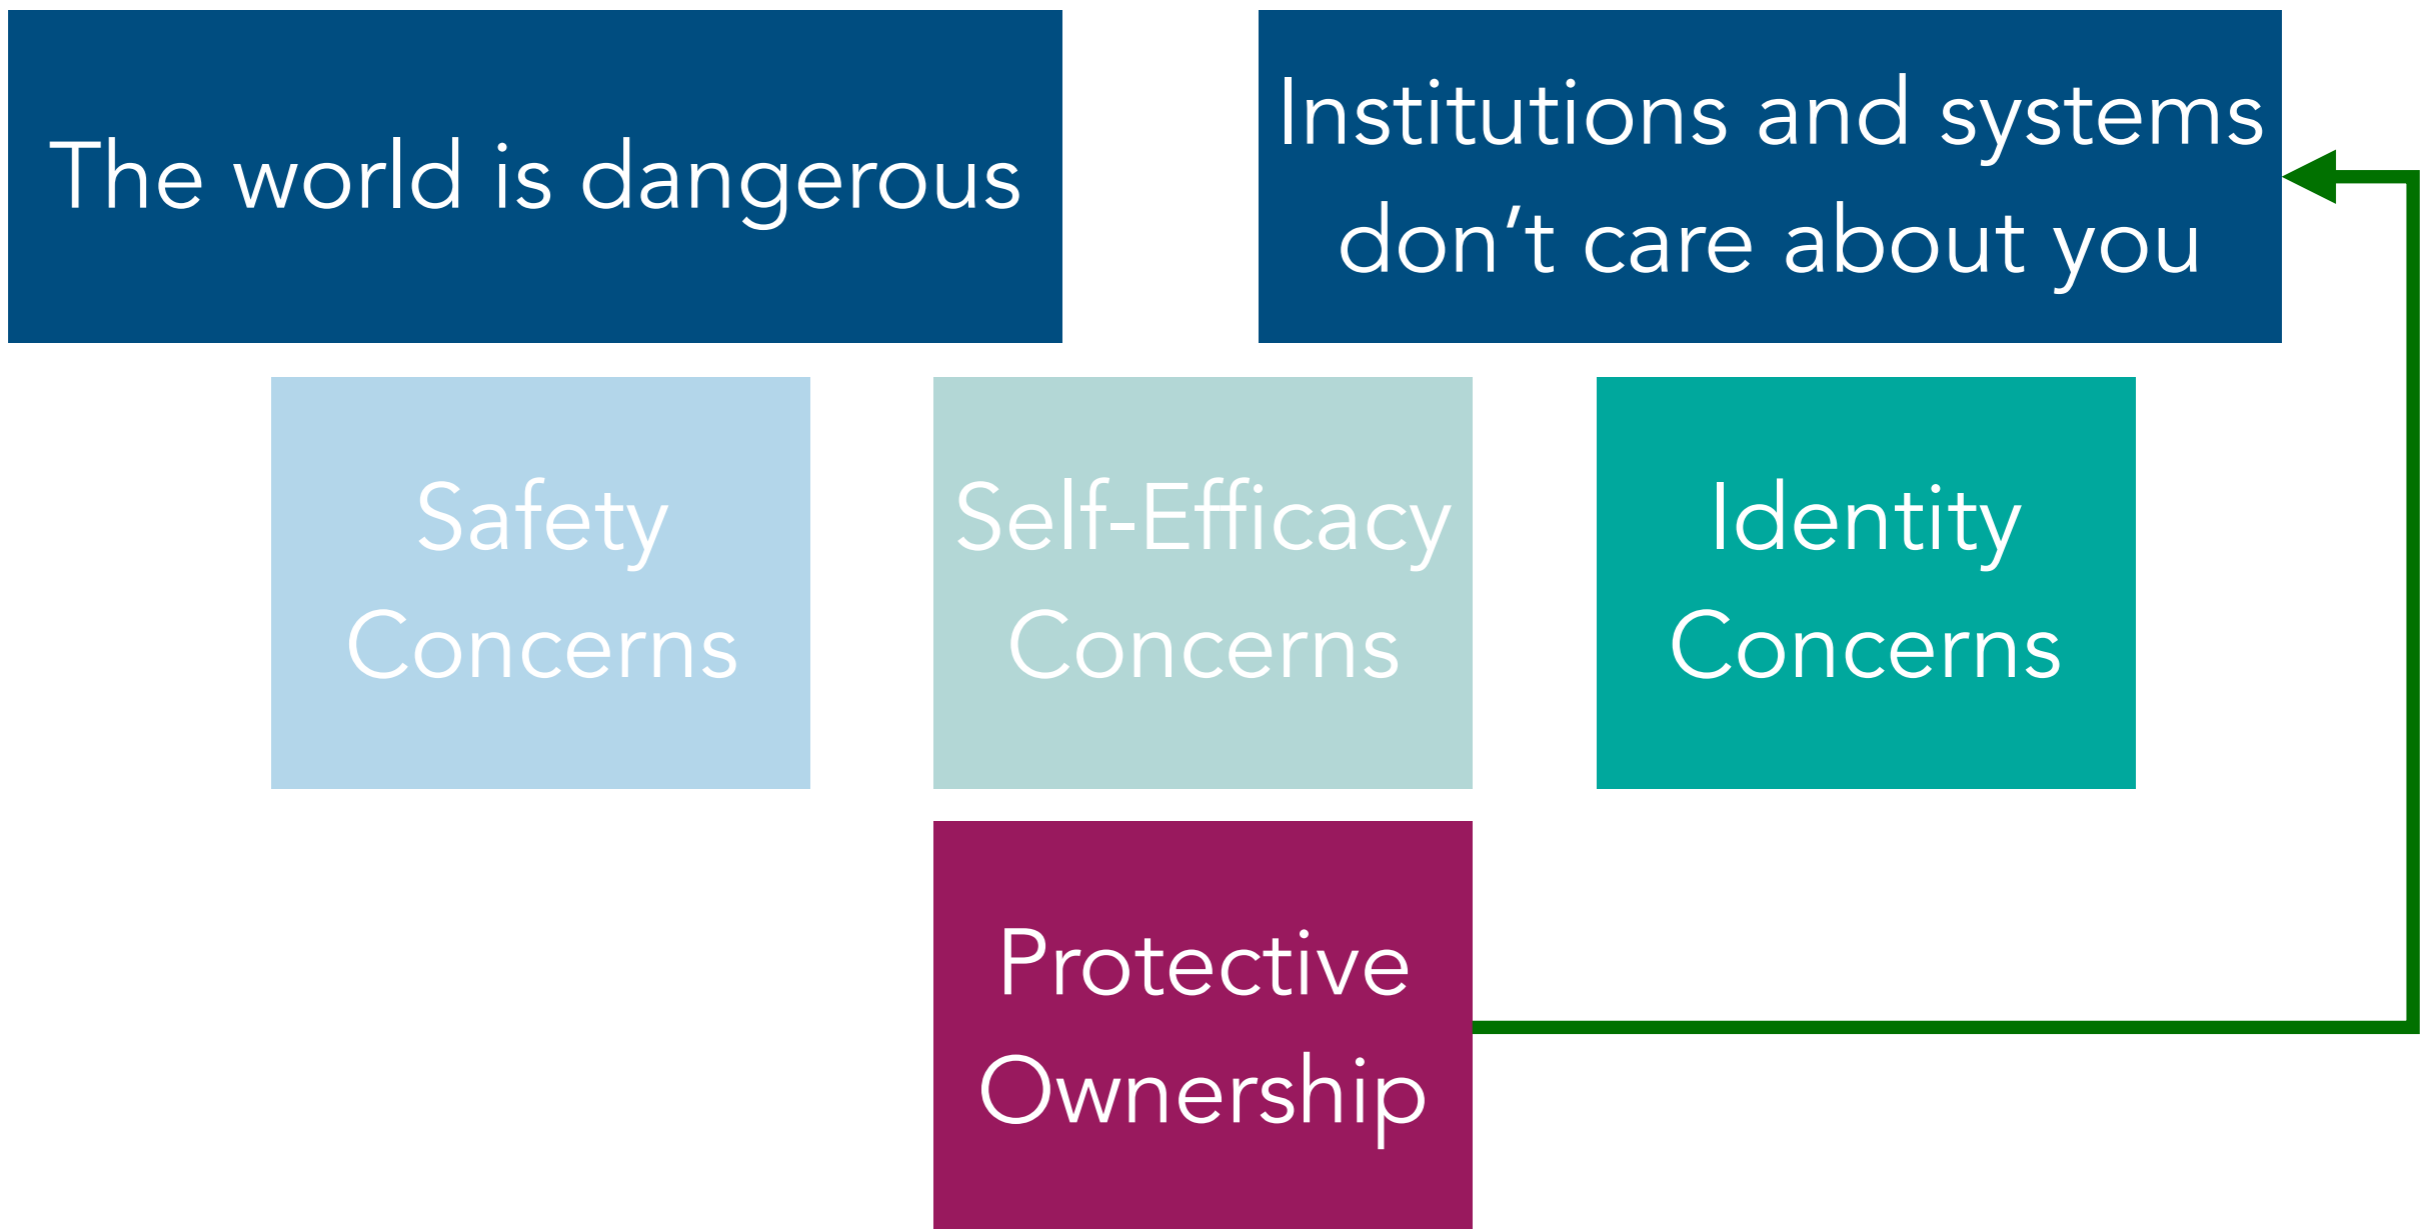 The world is dangerous
Institutions and systems
don’t care about you
Safety
Concerns
Self-Efficacy
Concerns
Identity
Concerns
Protective
Ownership